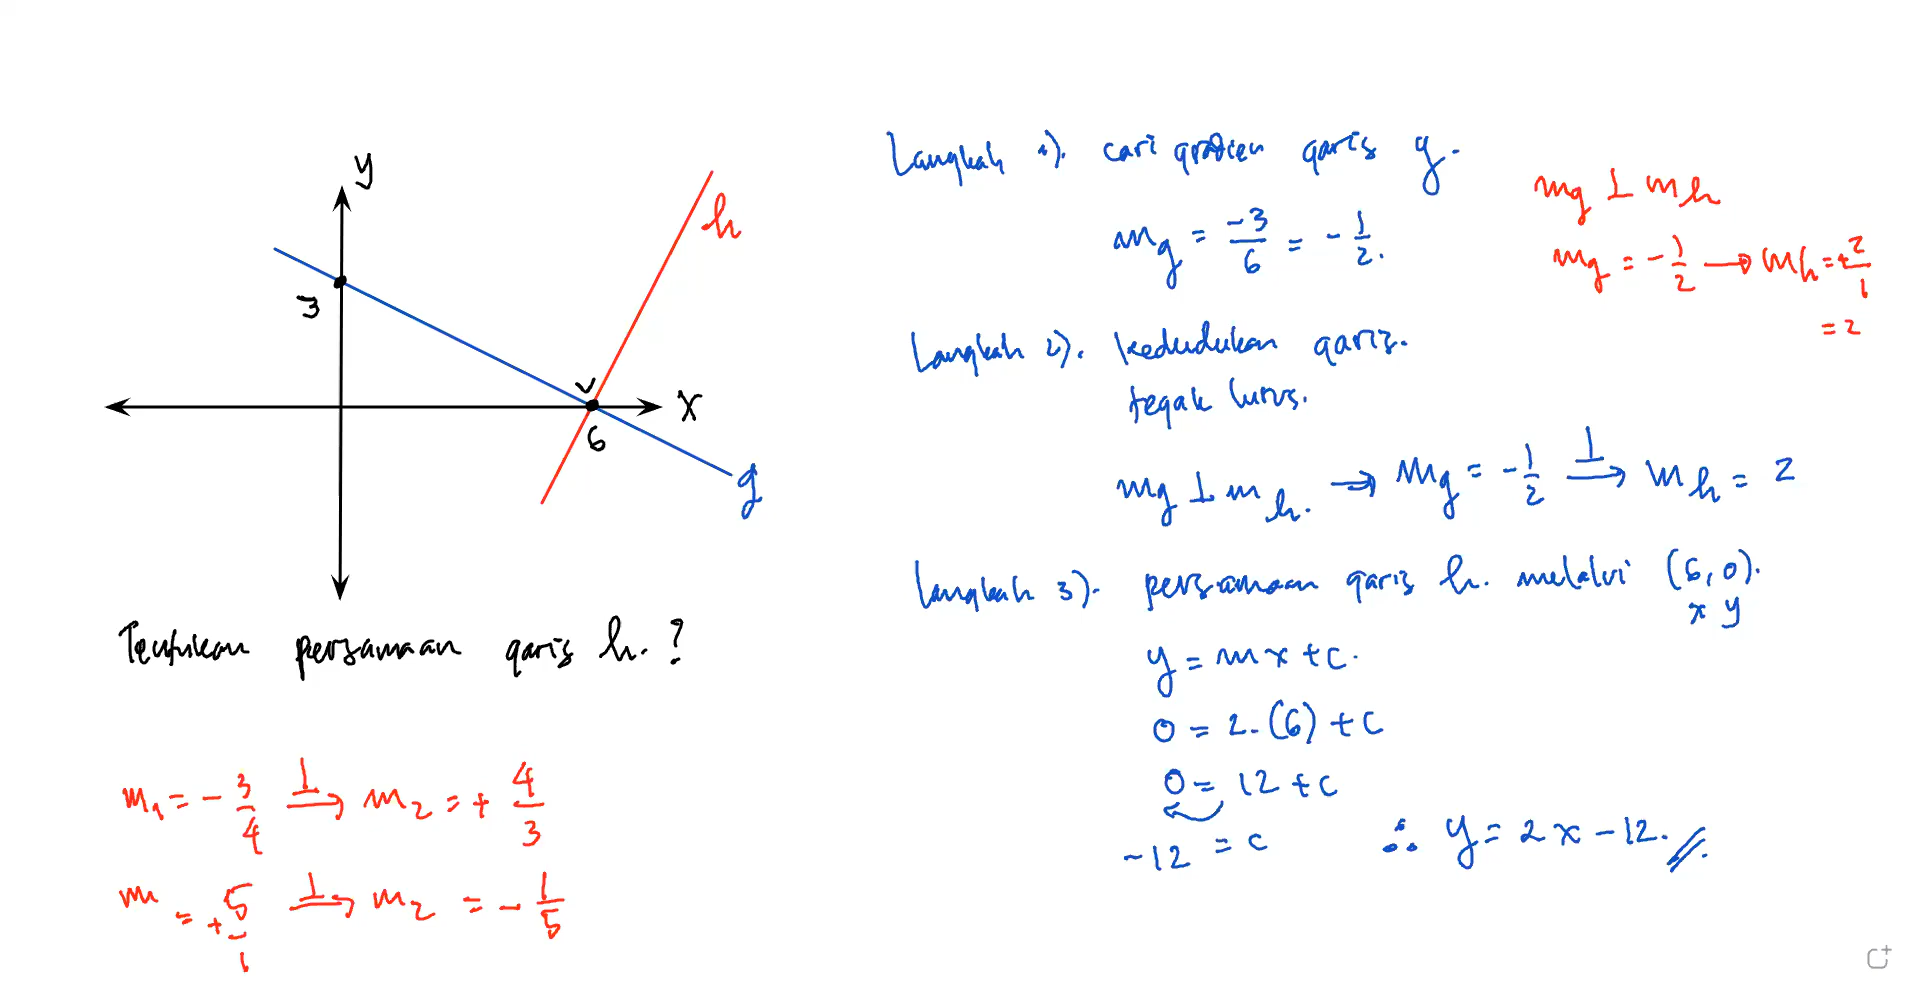 y
h
3
x
6
g
Tentukan persamaan garis h. ?
m₁ = - 3/4 ⊥⟹ m₂ = + 4/3
m = + 5/1 ⊥⟹ m₂ = - 1/5
Langkah 1). cari gradien garis g.
mg = -3/6 = - 1/2.
mg ⊥ mh
mg = - 1/2 → mh = + 2/1
= 2
Langkah 2). kedudukan garis.
tegak lurus.
mg ⊥ mh. → mg = - 1/2 ⊥⟹ mh = 2
Langkah 3). persamaan garis h. melalui (6,0).
x y
y = mx + c.
0 = 2.(6) + c
0 = 12 + c
-12 = c
∴ y = 2x - 12.